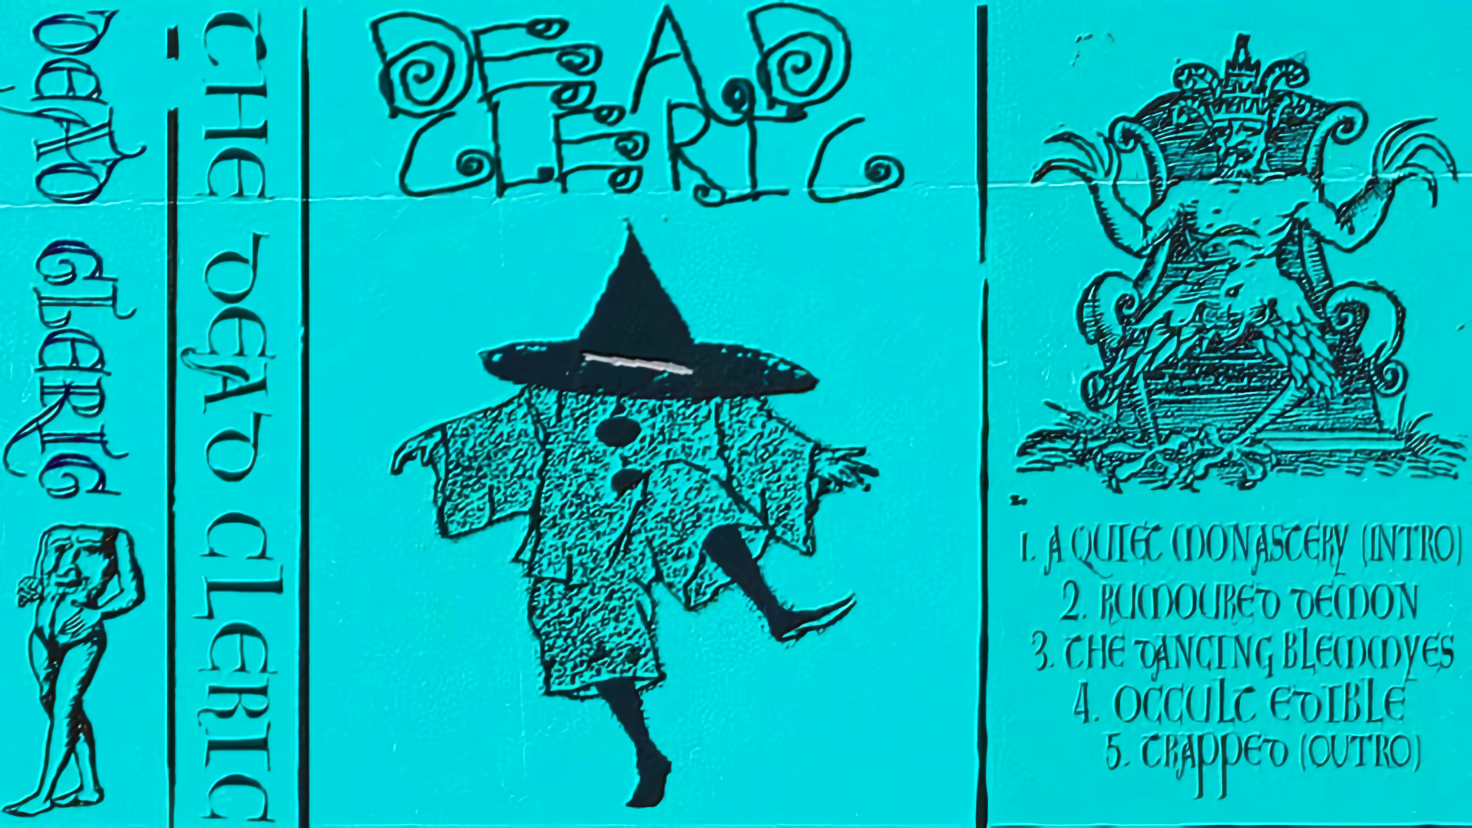 DEAD CLERIC
THE DEAD CLERIC
DEAD
CLERIC
1. A QUIET MONASTERY (INTRO)
2. RUMOURED DEMON
3. THE DANCING BLEMMYES
4. OCCULT EDIBLE
5. TRAPPED (OUTRO)